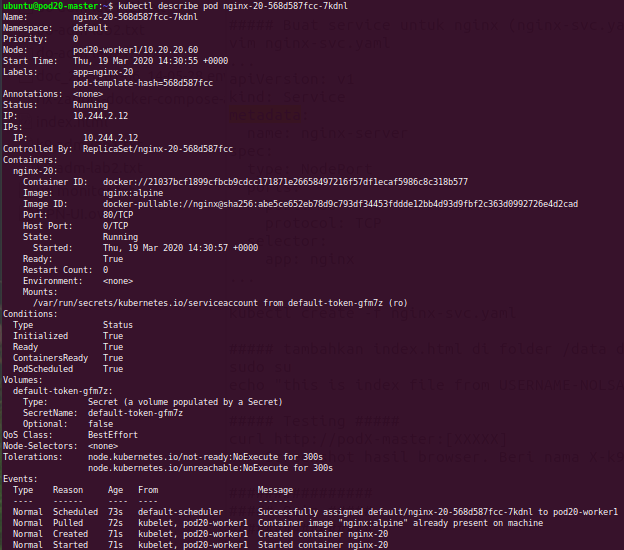 ubuntu@pod20-master:~$ kubectl describe pod nginx-20-568d587fcc-7kdnl
Name:         nginx-20-568d587fcc-7kdnl
Namespace:    default
Priority:     0
Node:         pod20-worker1/10.20.20.60
Start Time:   Thu, 19 Mar 2020 14:30:55 +0000
Labels:       app=nginx-20
              pod-template-hash=568d587fcc
Annotations:  <none>
Status:       Running
IP:           10.244.2.12
IPs:
  IP:           10.244.2.12
Controlled By:  ReplicaSet/nginx-20-568d587fcc
Containers:
  nginx-20:
    Container ID:   docker://21037bcf1899cfbcb9cdcc171871e26658497216f57df1ecaf5986c8c318b577
    Image:          nginx:alpine
    Image ID:       docker-pullable://nginx@sha256:abe5ce652eb78d9c793df34453fddde12bb4d93d9fbf2c363d0992726e4d2cad
    Port:           80/TCP
    Host Port:      0/TCP
    State:          Running
      Started:      Thu, 19 Mar 2020 14:30:57 +0000
    Ready:          True
    Restart Count:  0
    Environment:    <none>
    Mounts:
      /var/run/secrets/kubernetes.io/serviceaccount from default-token-gfm7z (ro)
Conditions:
  Type              Status
  Initialized       True
  Ready             True
  ContainersReady   True
  PodScheduled      True
Volumes:
  default-token-gfm7z:
    Type:        Secret (a volume populated by a Secret)
    SecretName:  default-token-gfm7z
    Optional:    false
QoS Class:       BestEffort
Node-Selectors:  <none>
Tolerations:     node.kubernetes.io/not-ready:NoExecute for 300s
                 node.kubernetes.io/unreachable:NoExecute for 300s
Events:
  Type    Reason     Age   From                    Message
  ----    ------     ----  ----                    -------
  Normal  Scheduled  73s   default-scheduler       Successfully assigned default/nginx-20-568d587fcc-7kdnl to pod20-worker1
  Normal  Pulled     72s   kubelet, pod20-worker1  Container image "nginx:alpine" already present on machine
  Normal  Created    71s   kubelet, pod20-worker1  Created container nginx-20
  Normal  Started    71s   kubelet, pod20-worker1  Started container nginx-20